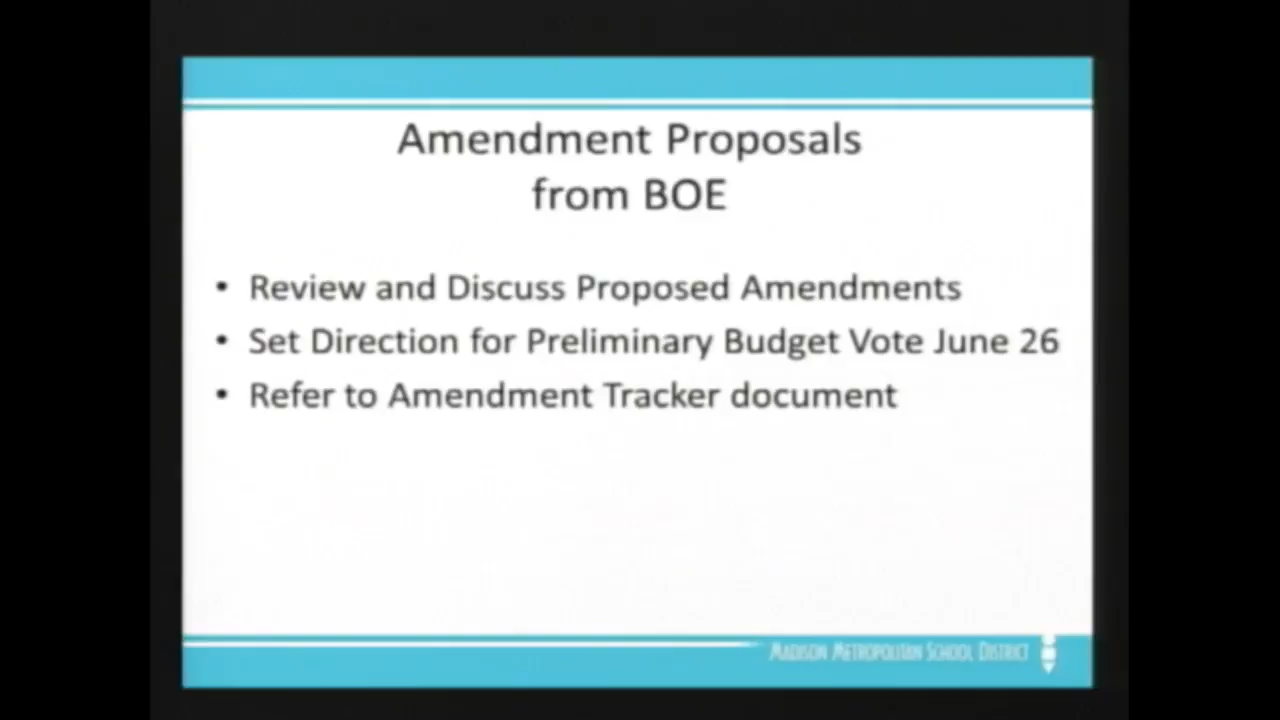 Amendment Proposals
from BOE
• Review and Discuss Proposed Amendments
• Set Direction for Preliminary Budget Vote June 26
• Refer to Amendment Tracker document
MADISON METROPOLITAN SCHOOL DISTRICT